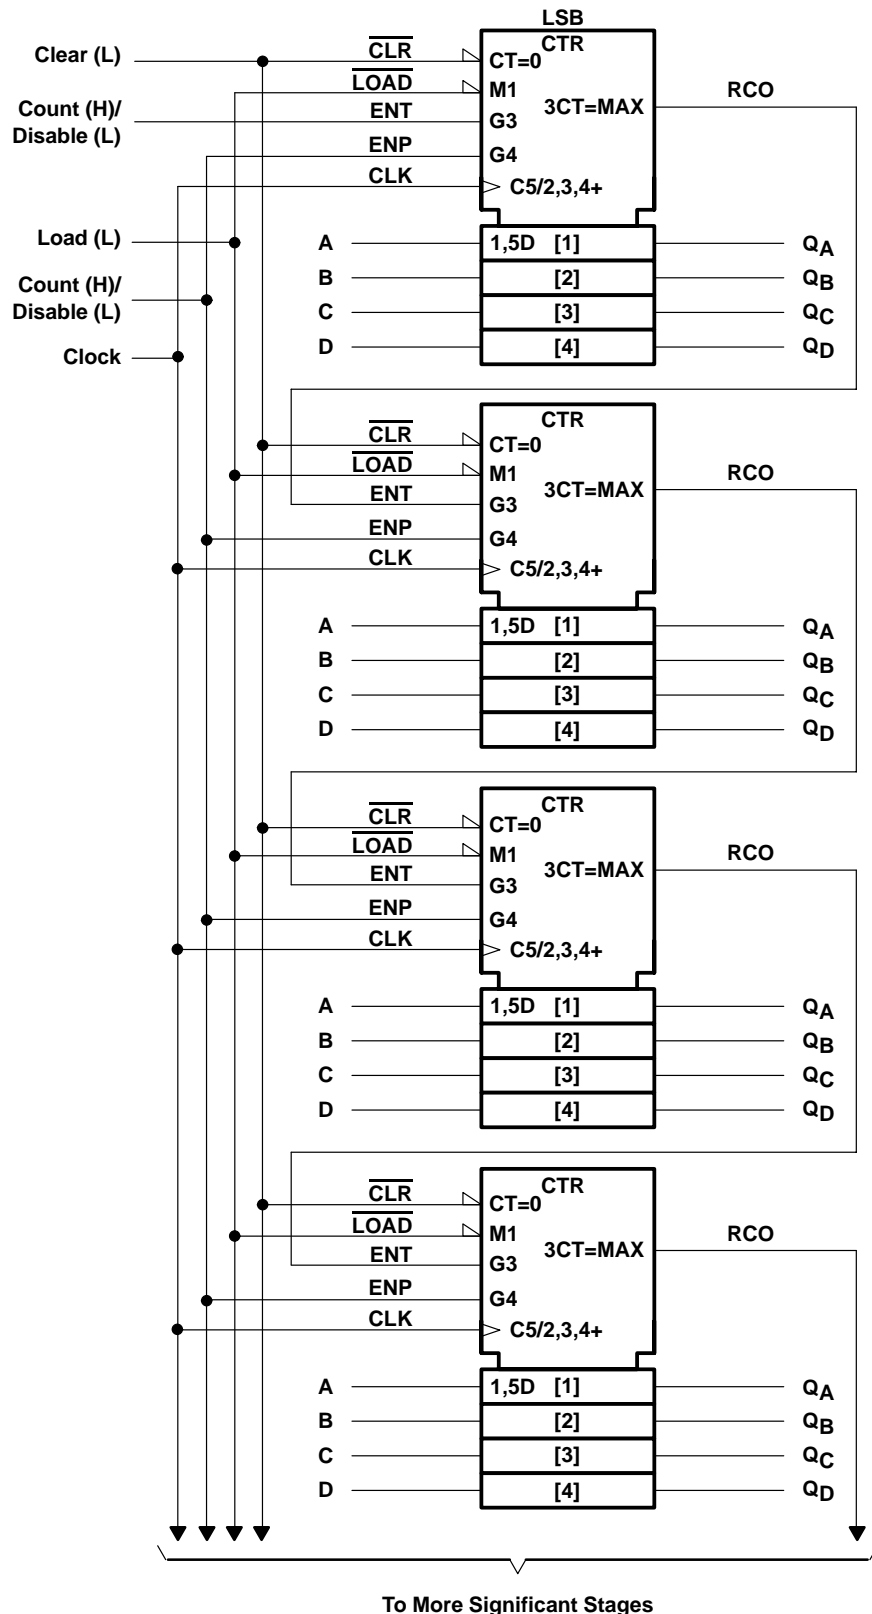 LSB
CTR
Clear (L)
CLR
CT=0
LOAD
M1
Count (H)/
Disable (L)
ENT
G3
3CT=MAX
RCO
ENP
G4
CLK
C5/2,3,4+
Load (L)
A
1,5D [1]
QA
Count (H)/
Disable (L)
B
[2]
QB
C
[3]
QC
Clock
D
[4]
QD
CTR
CLR
CT=0
LOAD
M1
ENT
G3
3CT=MAX
RCO
ENP
G4
CLK
C5/2,3,4+
A
1,5D [1]
QA
B
[2]
QB
C
[3]
QC
D
[4]
QD
CTR
CLR
CT=0
LOAD
M1
ENT
G3
3CT=MAX
RCO
ENP
G4
CLK
C5/2,3,4+
A
1,5D [1]
QA
B
[2]
QB
C
[3]
QC
D
[4]
QD
CTR
CLR
CT=0
LOAD
M1
ENT
G3
3CT=MAX
RCO
ENP
G4
CLK
C5/2,3,4+
A
1,5D [1]
QA
B
[2]
QB
C
[3]
QC
D
[4]
QD
To More Significant Stages